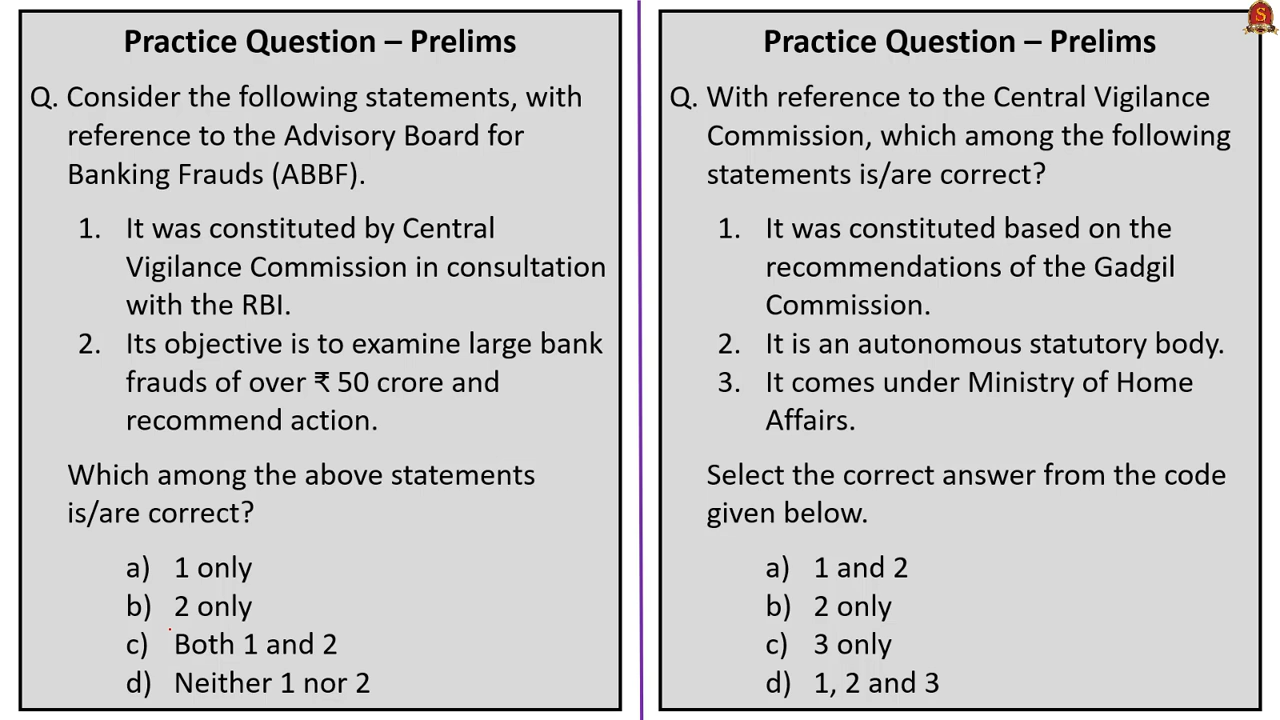 Practice Question – Prelims
Q. Consider the following statements, with
reference to the Advisory Board for
Banking Frauds (ABBF).
1. It was constituted by Central
Vigilance Commission in consultation
with the RBI.
2. Its objective is to examine large bank
frauds of over ₹ 50 crore and
recommend action.
Which among the above statements
is/are correct?
a) 1 only
b) 2 only
c) Both 1 and 2
d) Neither 1 nor 2
Practice Question – Prelims
Q. With reference to the Central Vigilance
Commission, which among the following
statements is/are correct?
1. It was constituted based on the
recommendations of the Gadgil
Commission.
2. It is an autonomous statutory body.
3. It comes under Ministry of Home
Affairs.
Select the correct answer from the code
given below.
a) 1 and 2
b) 2 only
c) 3 only
d) 1, 2 and 3
S